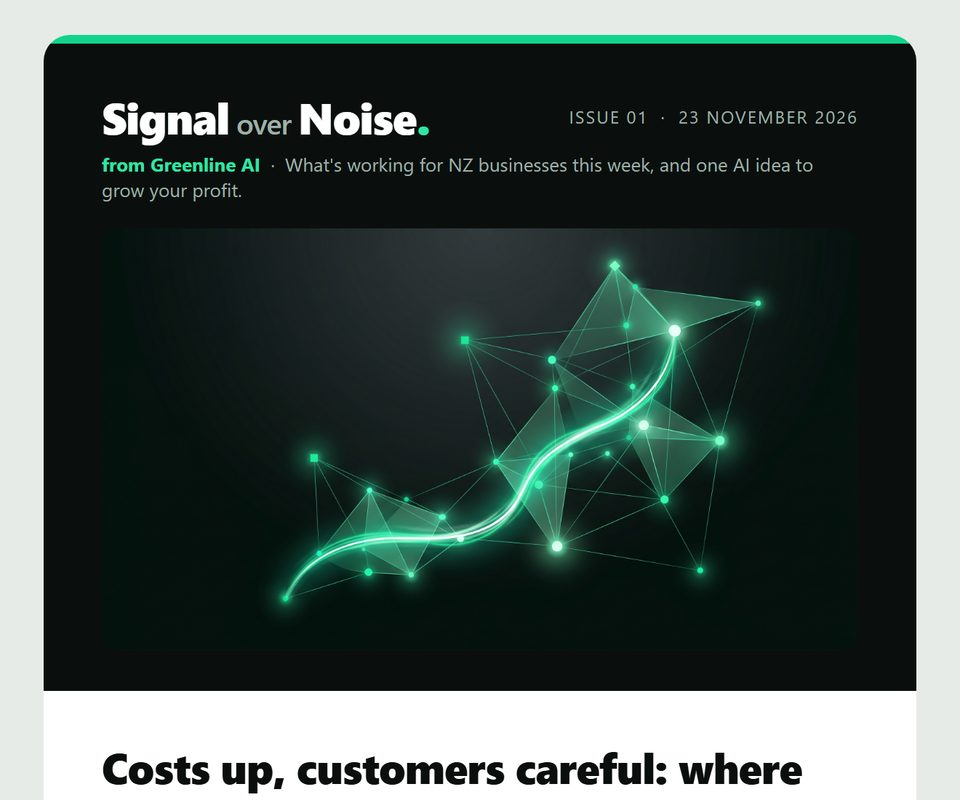 Signal over Noise.
ISSUE 01 · 23 NOVEMBER 2026
from Greenline AI · What's working for NZ businesses this week, and one AI idea to
grow your profit.
Costs up, customers careful: where